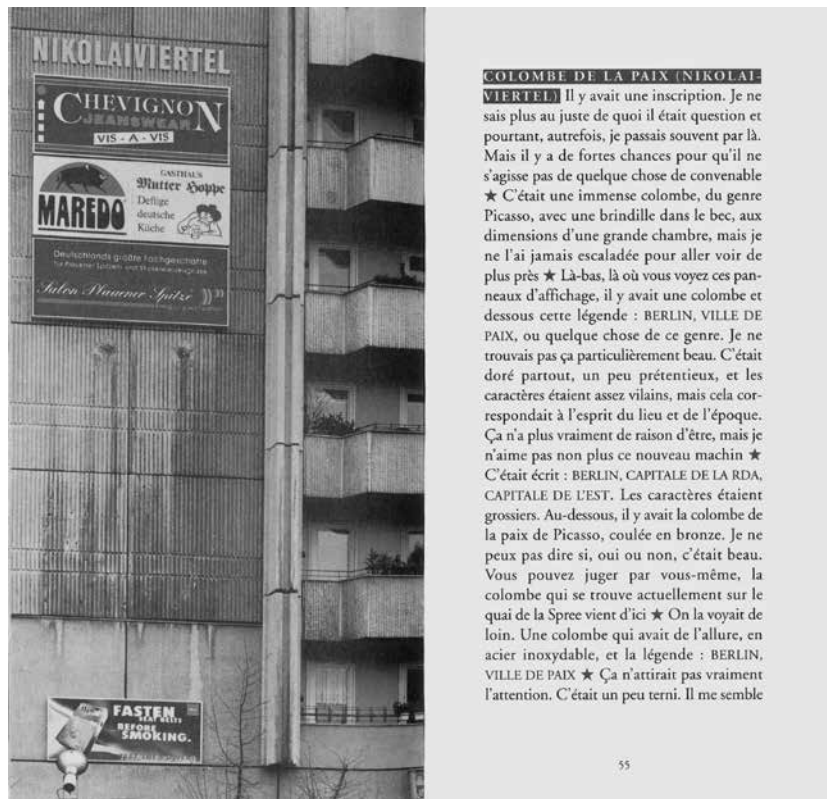 NIKOLAIVIERTEL
CHEVIGNON
JEANSWEAR
VIS - A - VIS
MAREDO
GASTHAUS
Mutter Hoppe
Deftige
deutsche
Küche
Deutschlands größte Fachgeschäfte
für Plauener Spitzen- und Stickereierzeugnisse
Salon Plauener Spitze
FASTEN
SEAT BELTS
BEFORE
SMOKING.
COLOMBE DE LA PAIX (NIKOLAI-
VIERTEL) Il y avait une inscription. Je ne
sais plus au juste de quoi il était question et
pourtant, autrefois, je passais souvent par là.
Mais il y a de fortes chances pour qu'il ne
s'agisse pas de quelque chose de convenable
★ C'était une immense colombe, du genre
Picasso, avec une brindille dans le bec, aux
dimensions d'une grande chambre, mais je
ne l'ai jamais escaladée pour aller voir de
plus près ★ Là-bas, là où vous voyez ces pan-
neaux d'affichage, il y avait une colombe et
dessous cette légende : BERLIN, VILLE DE
PAIX, ou quelque chose de ce genre. Je ne
trouvais pas ça particulièrement beau. C'était
doré partout, un peu prétentieux, et les
caractères étaient assez vilains, mais cela cor-
respondait à l'esprit du lieu et de l'époque.
Ça n'a plus vraiment de raison d'être, mais je
n'aime pas non plus ce nouveau machin ★
C'était écrit : BERLIN, CAPITALE DE LA RDA,
CAPITALE DE L'EST. Les caractères étaient
grossiers. Au-dessous, il y avait la colombe de
la paix de Picasso, coulée en bronze. Je ne
peux pas dire si, oui ou non, c'était beau.
Vous pouvez juger par vous-même, la
colombe qui se trouve actuellement sur le
quai de la Spree vient d'ici ★ On la voyait de
loin. Une colombe qui avait de l'allure, en
acier inoxydable, et la légende : BERLIN,
VILLE DE PAIX ★ Ça n'attirait pas vraiment
l'attention. C'était un peu terni. Il me semble
55